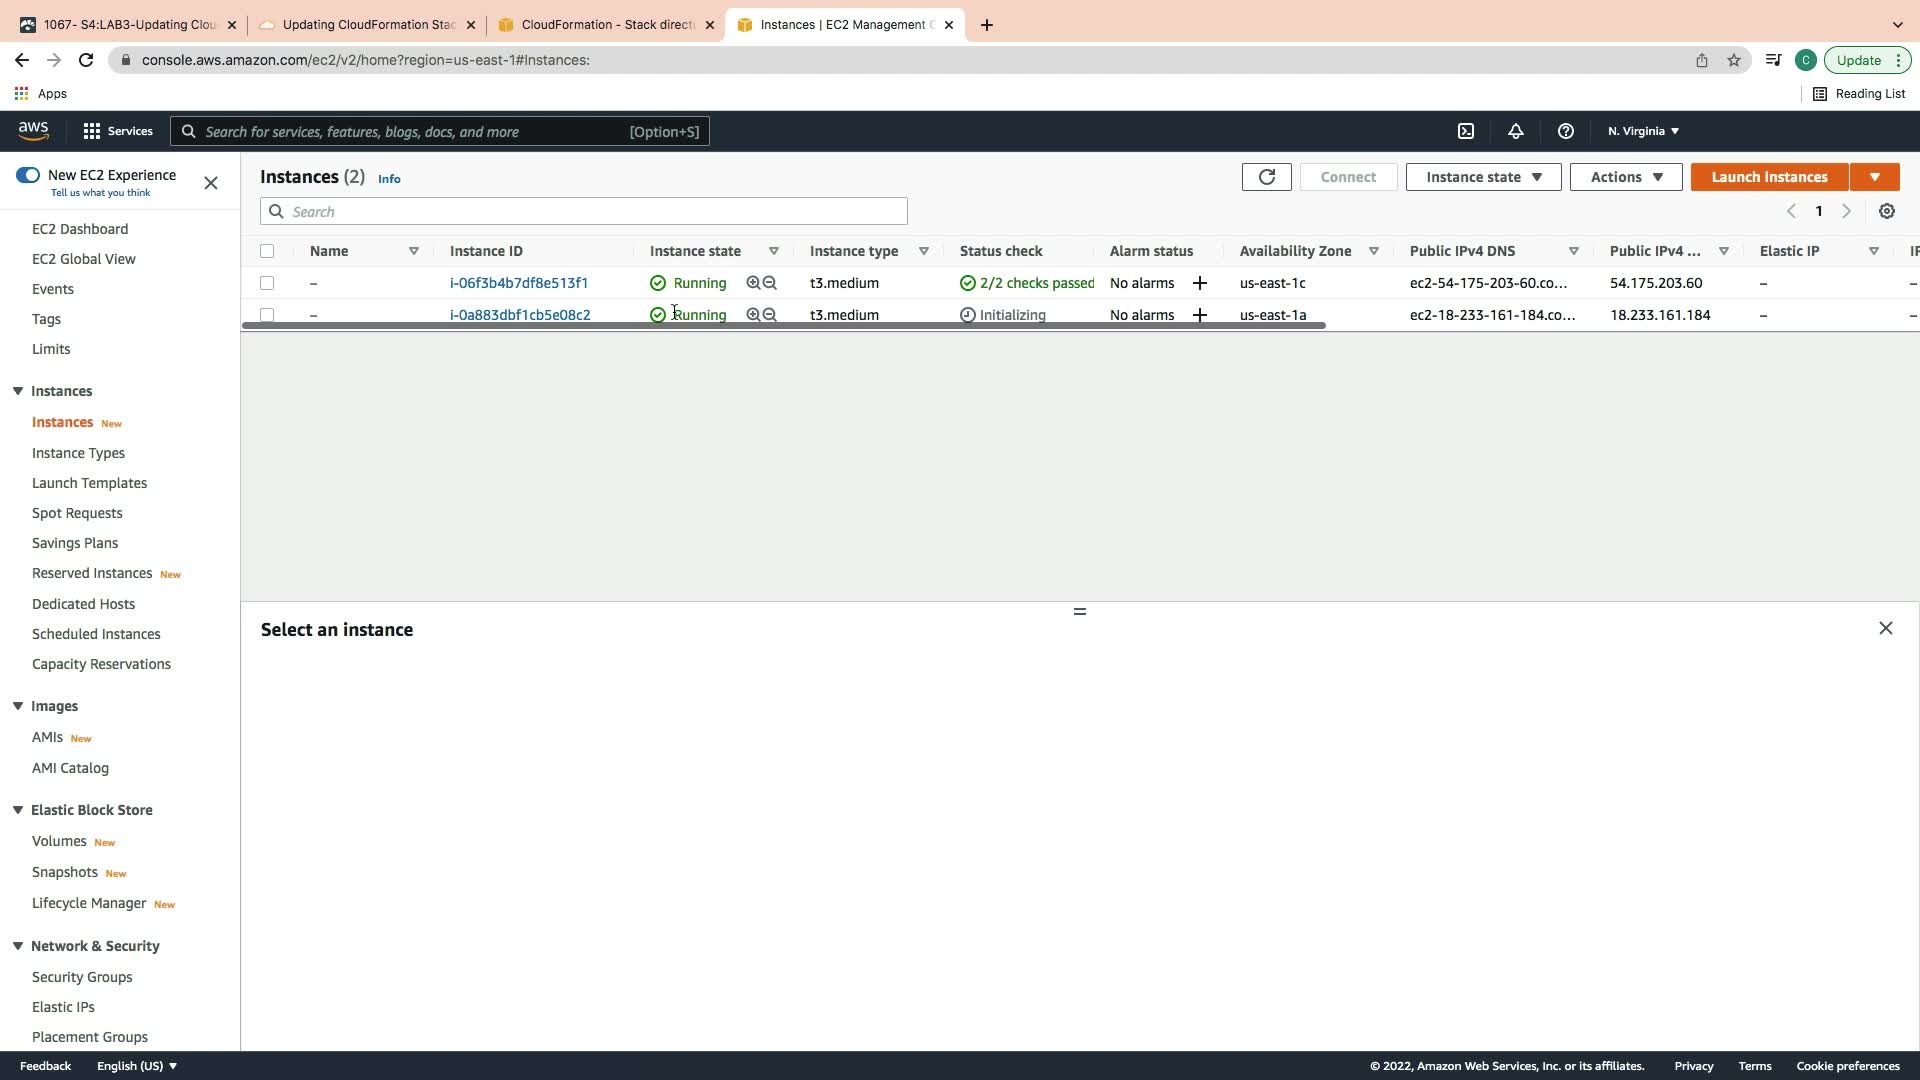 1067- S4:LAB3-Updating Clou
Updating CloudFormation Stac
CloudFormation - Stack direct
Instances | EC2 Management C
console.aws.amazon.com/ec2/v2/home?region=us-east-1#Instances:
C
Update
Apps
Reading List
aws
Services
Search for services, features, blogs, docs, and more
[Option+S]
N. Virginia
New EC2 Experience
Tell us what you think
EC2 Dashboard
EC2 Global View
Events
Tags
Limits
Instances
Instances New
Instance Types
Launch Templates
Spot Requests
Savings Plans
Reserved Instances New
Dedicated Hosts
Scheduled Instances
Capacity Reservations
Images
AMIs New
AMI Catalog
Elastic Block Store
Volumes New
Snapshots New
Lifecycle Manager New
Network & Security
Security Groups
Elastic IPs
Placement Groups
Instances (2) Info
Connect
Instance state
Actions
Launch Instances
Search
1
Name Instance ID Instance state Instance type Status check Alarm status Availability Zone Public IPv4 DNS Public IPv4 ... Elastic IP IP
– i-06f3b4b7df8e513f1 Running t3.medium 2/2 checks passed No alarms + us-east-1c ec2-54-175-203-60.co... 54.175.203.60 – –
– i-0a883dbf1cb5e08c2 Running t3.medium Initializing No alarms + us-east-1a ec2-18-233-161-184.co... 18.233.161.184 – –
Select an instance
Feedback
English (US)
© 2022, Amazon Web Services, Inc. or its affiliates.
Privacy
Terms
Cookie preferences